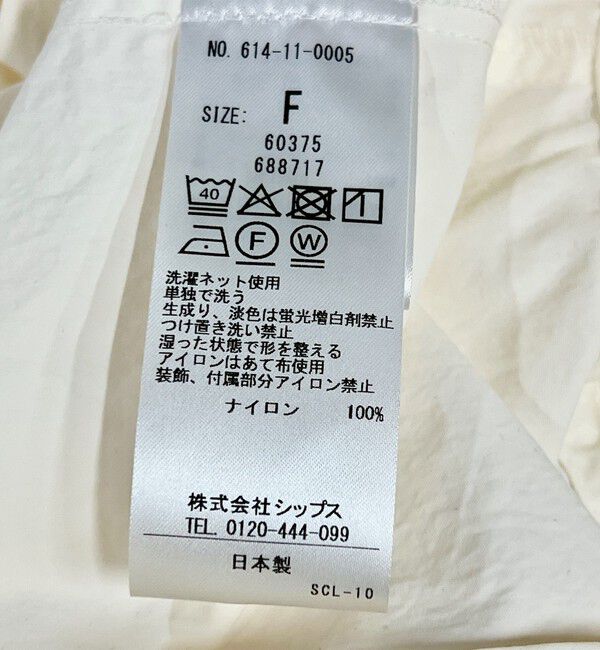 NO. 614-11-0005
SIZE: F
60375
688717
40
F W
洗濯ネット使用
単独で洗う
生成り、淡色は蛍光増白剤禁止
つけ置き洗い禁止
湿った状態で形を整える
アイロンはあて布使用
装飾、付属部分アイロン禁止
ナイロン 100%
株式会社シップス
TEL. 0120-444-099
日本製
SCL-10